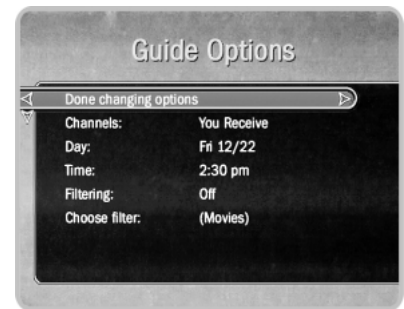 Guide Options
Done changing options
Channels: You Receive
Day: Fri 12/22
Time: 2:30 pm
Filtering: Off
Choose filter: (Movies)